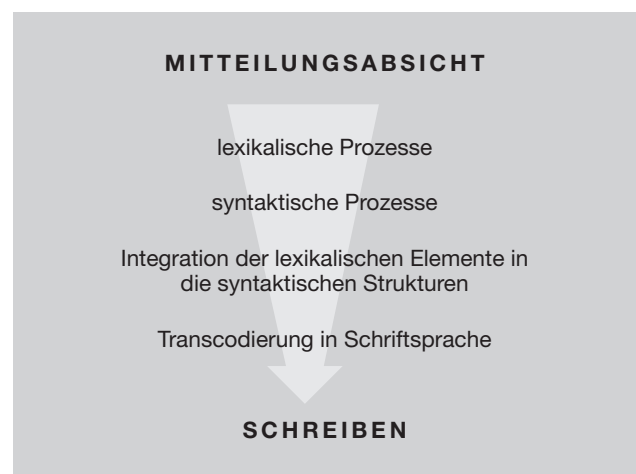 MITTEILUNGSABSICHT
lexikalische Prozesse
syntaktische Prozesse
Integration der lexikalischen Elemente in
die syntaktischen Strukturen
Transcodierung in Schriftsprache
SCHREIBEN